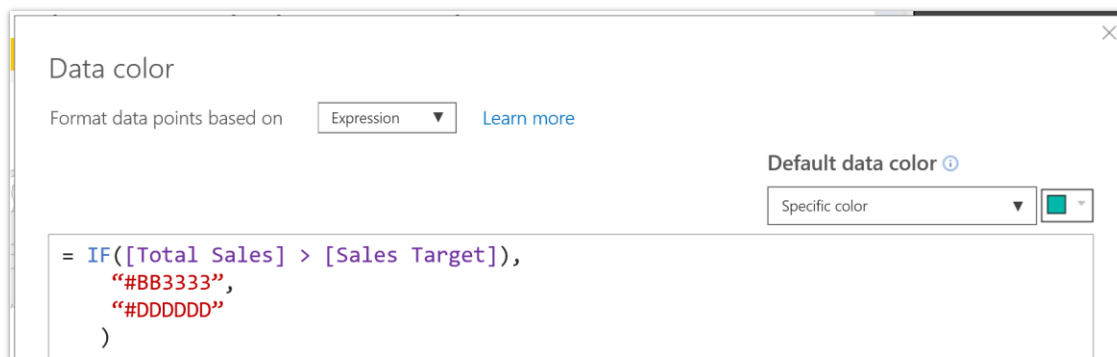 Data color
Format data points based on Expression Learn more
Default data color
Specific color
= IF([Total Sales] > [Sales Target]),
“#BB3333”,
“#DDDDDD”
)